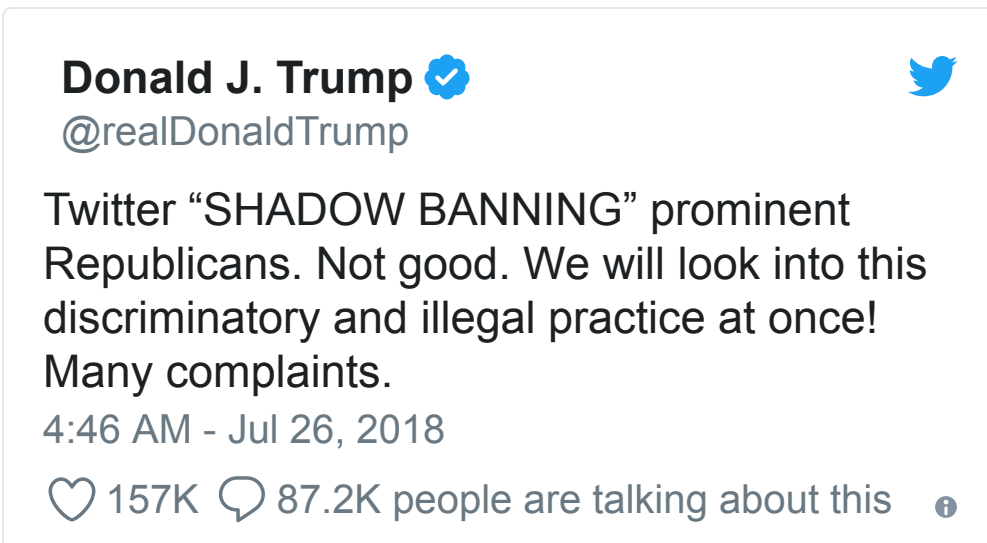 Donald J. Trump
@realDonaldTrump
Twitter “SHADOW BANNING” prominent
Republicans. Not good. We will look into this
discriminatory and illegal practice at once!
Many complaints.
4:46 AM - Jul 26, 2018
157K 87.2K people are talking about this